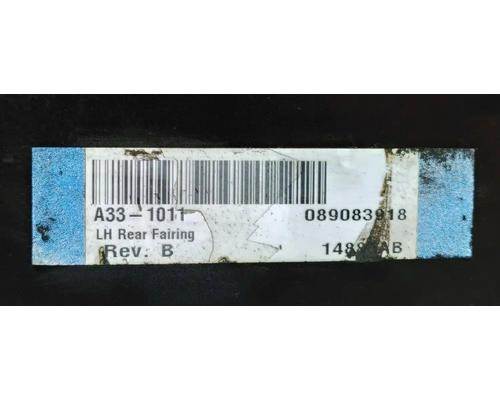 A33-1011 089083918
LH Rear Fairing
Rev. B